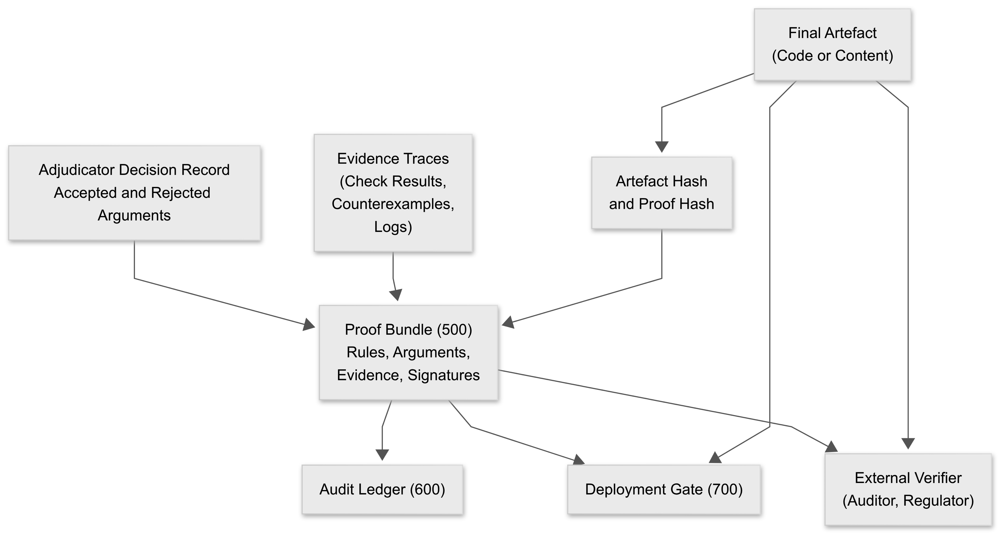 Final Artefact
(Code or Content)
Adjudicator Decision Record
Accepted and Rejected
Arguments
Evidence Traces
(Check Results,
Counterexamples,
Logs)
Artefact Hash
and Proof Hash
Proof Bundle (500)
Rules, Arguments,
Evidence, Signatures
Audit Ledger (600)
Deployment Gate (700)
External Verifier
(Auditor, Regulator)